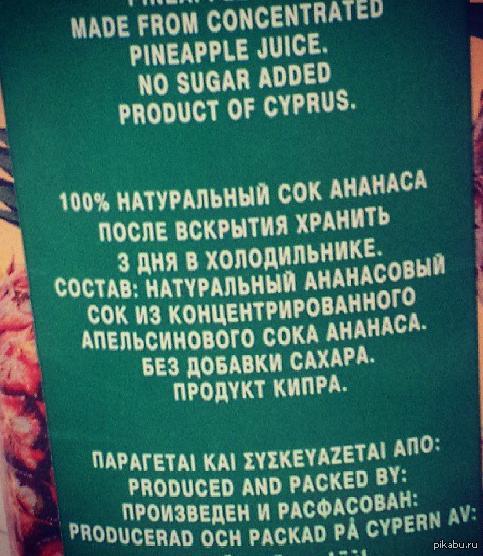 MADE FROM CONCENTRATED
PINEAPPLE JUICE.
NO SUGAR ADDED
PRODUCT OF CYPRUS.
100% НАТУРАЛЬНЫЙ СОК АНАНАСА
ПОСЛЕ ВСКРЫТИЯ ХРАНИТЬ
3 ДНЯ В ХОЛОДИЛЬНИКЕ.
СОСТАВ: НАТУРАЛЬНЫЙ АНАНАСОВЫЙ
СОК ИЗ КОНЦЕНТРИРОВАННОГО
АПЕЛЬСИНОВОГО СОКА АНАНАСА.
БЕЗ ДОБАВКИ САХАРА.
ПРОДУКТ КИПРА.
ΠΑΡΑΓΕΤΑΙ ΚΑΙ ΣΥΣΚΕΥΑΖΕΤΑΙ ΑΠΟ:
PRODUCED AND PACKED BY:
ПРОИЗВЕДЕН И РАСФАСОВАН:
PRODUCERAD OCH PACKAD PÅ CYPERN AV:
pikabu.ru